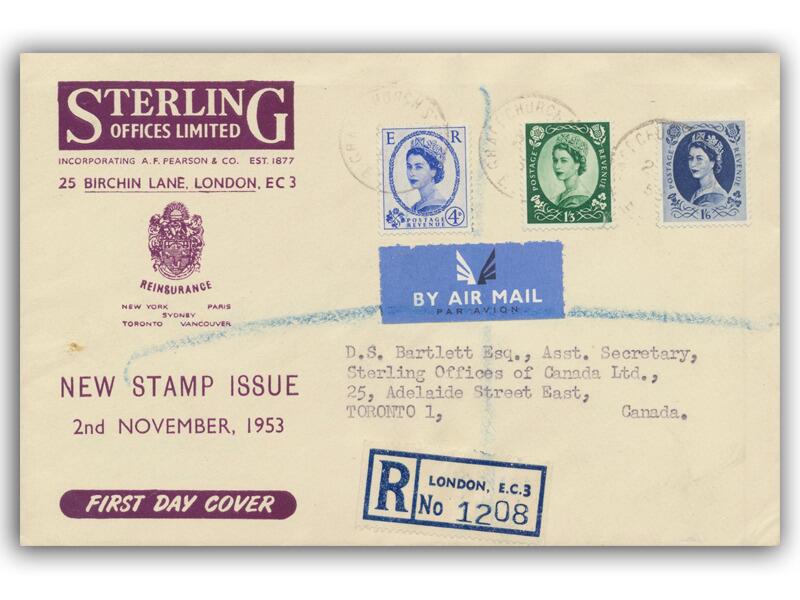 STERLING
OFFICES LIMITED
INCORPORATING A.F. PEARSON & CO. EST. 1877
25 BIRCHIN LANE, LONDON, EC 3
REINSURANCE
NEW YORK PARIS
SYDNEY
TORONTO VANCOUVER
NEW STAMP ISSUE
2nd NOVEMBER, 1953
FIRST DAY COVER
E R
POSTAGE
REVENUE
4D
POSTAGE
REVENUE
1/3
POSTAGE
REVENUE
1/6
BY AIR MAIL
PAR AVION
D.S. Bartlett Esq., Asst. Secretary,
Sterling Offices of Canada Ltd.,
25, Adelaide Street East,
TORONTO 1, Canada.
R LONDON, E.C.3
No 1208